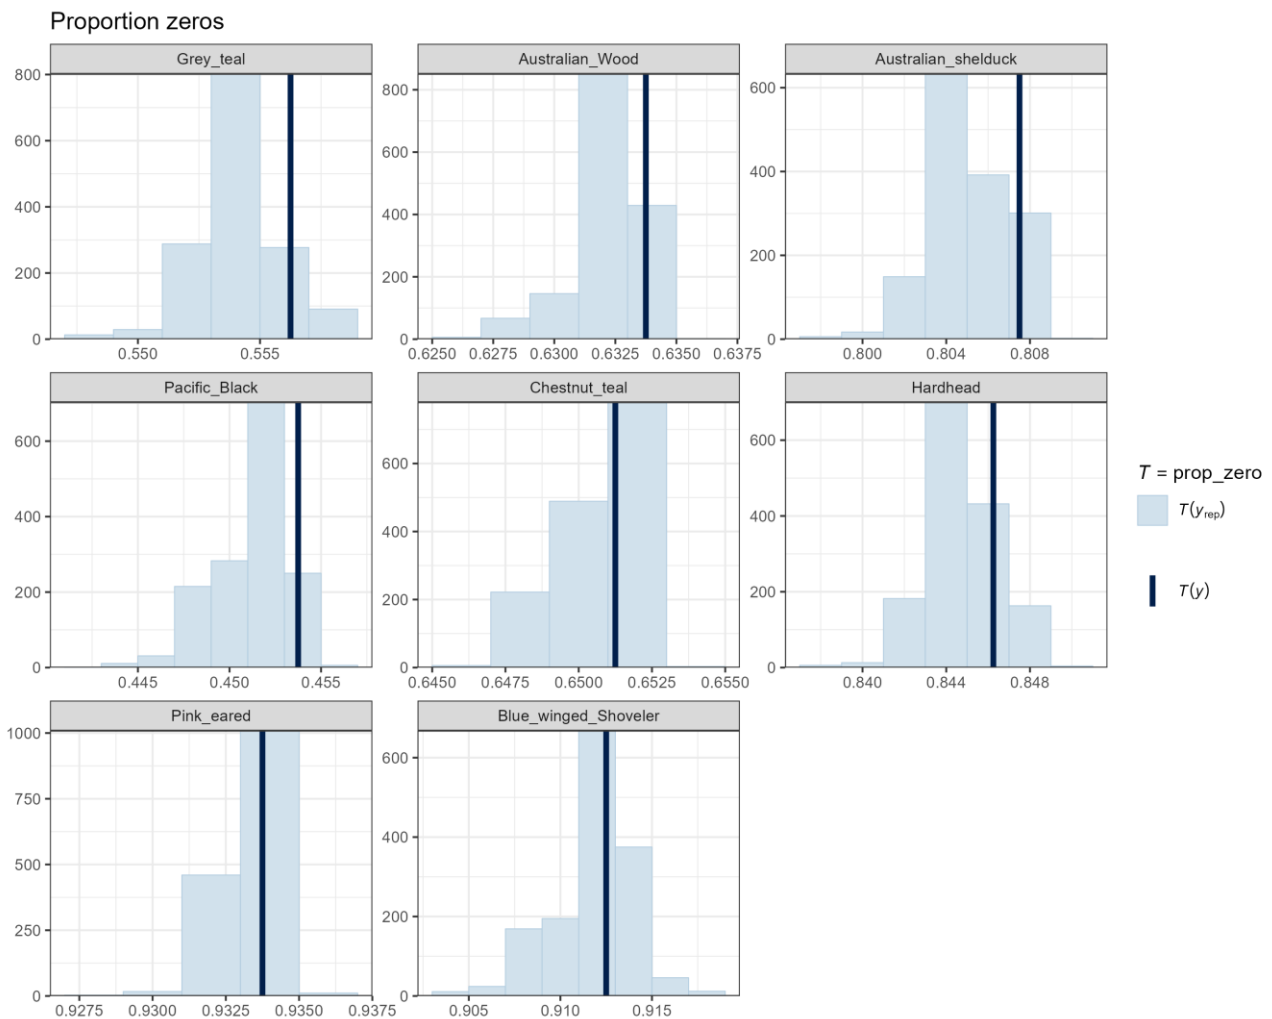 Proportion zeros
Grey_teal
Australian_Wood
Australian_shelduck
800
600
400
200
0
0.550 0.555
800
600
400
200
0
0.6250 0.6275 0.6300 0.6325 0.6350 0.6375
600
400
200
0
0.800 0.804 0.808
Pacific_Black
Chestnut_teal
Hardhead
600
400
200
0
0.445 0.450 0.455
600
400
200
0
0.6450 0.6475 0.6500 0.6525 0.6550
600
400
200
0
0.840 0.844 0.848
T = prop_zero
T(yrep)
T(y)
Pink_eared
Blue_winged_Shoveler
1000
750
500
250
0
0.9275 0.9300 0.9325 0.9350 0.9375
600
400
200
0
0.905 0.910 0.915